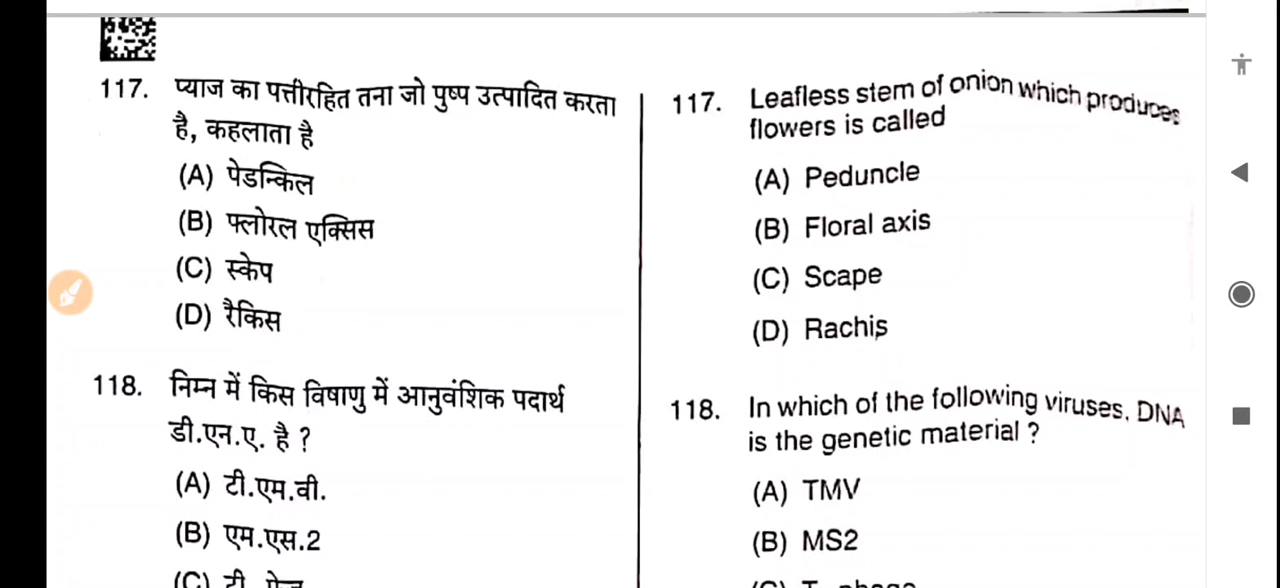 117. प्याज का पत्तीरहित तना जो पुष्प उत्पादित करता
है, कहलाता है
(A) पेडन्किल
(B) फ्लोरल एक्सिस
(C) स्केप
(D) रैकिस
118. निम्न में किस विषाणु में आनुवंशिक पदार्थ
डी.एन.ए. है ?
(A) टी.एम.वी.
(B) एम.एस.2
(C) टी
117. Leafless stem of onion which produces
flowers is called
(A) Peduncle
(B) Floral axis
(C) Scape
(D) Rachis
118. In which of the following viruses, DNA
is the genetic material ?
(A) TMV
(B) MS2